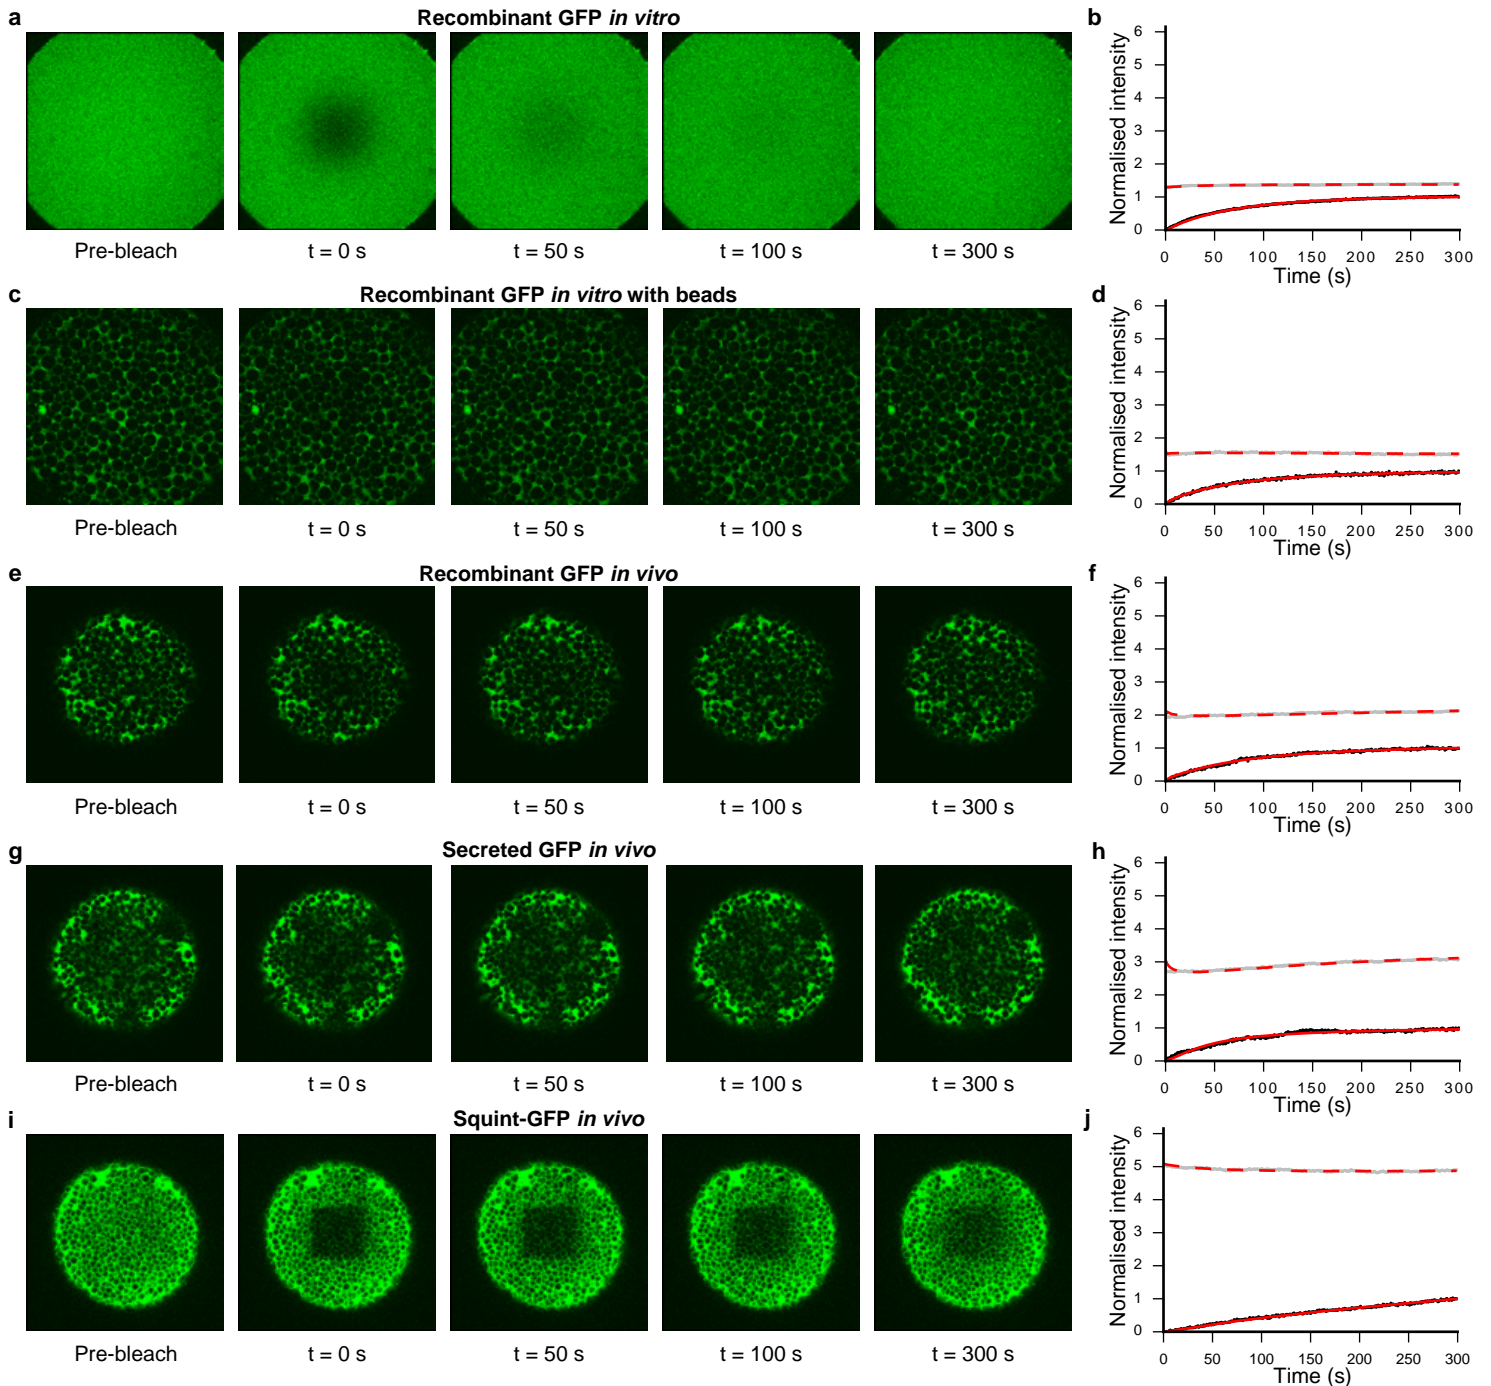 a
Recombinant GFP in vitro
Pre-bleach
t = 0 s
t = 50 s
t = 100 s
t = 300 s
b
Normalised intensity
6
5
4
3
2
1
0
0 50 100 150 200 250 300
Time (s)
c
Recombinant GFP in vitro with beads
Pre-bleach
t = 0 s
t = 50 s
t = 100 s
t = 300 s
d
Normalised intensity
6
5
4
3
2
1
0
0 50 100 150 200 250 300
Time (s)
e
Recombinant GFP in vivo
Pre-bleach
t = 0 s
t = 50 s
t = 100 s
t = 300 s
f
Normalised intensity
6
5
4
3
2
1
0
0 50 100 150 200 250 300
Time (s)
g
Secreted GFP in vivo
Pre-bleach
t = 0 s
t = 50 s
t = 100 s
t = 300 s
h
Normalised intensity
6
5
4
3
2
1
0
0 50 100 150 200 250 300
Time (s)
i
Squint-GFP in vivo
Pre-bleach
t = 0 s
t = 50 s
t = 100 s
t = 300 s
j
Normalised intensity
6
5
4
3
2
1
0
0 50 100 150 200 250 300
Time (s)